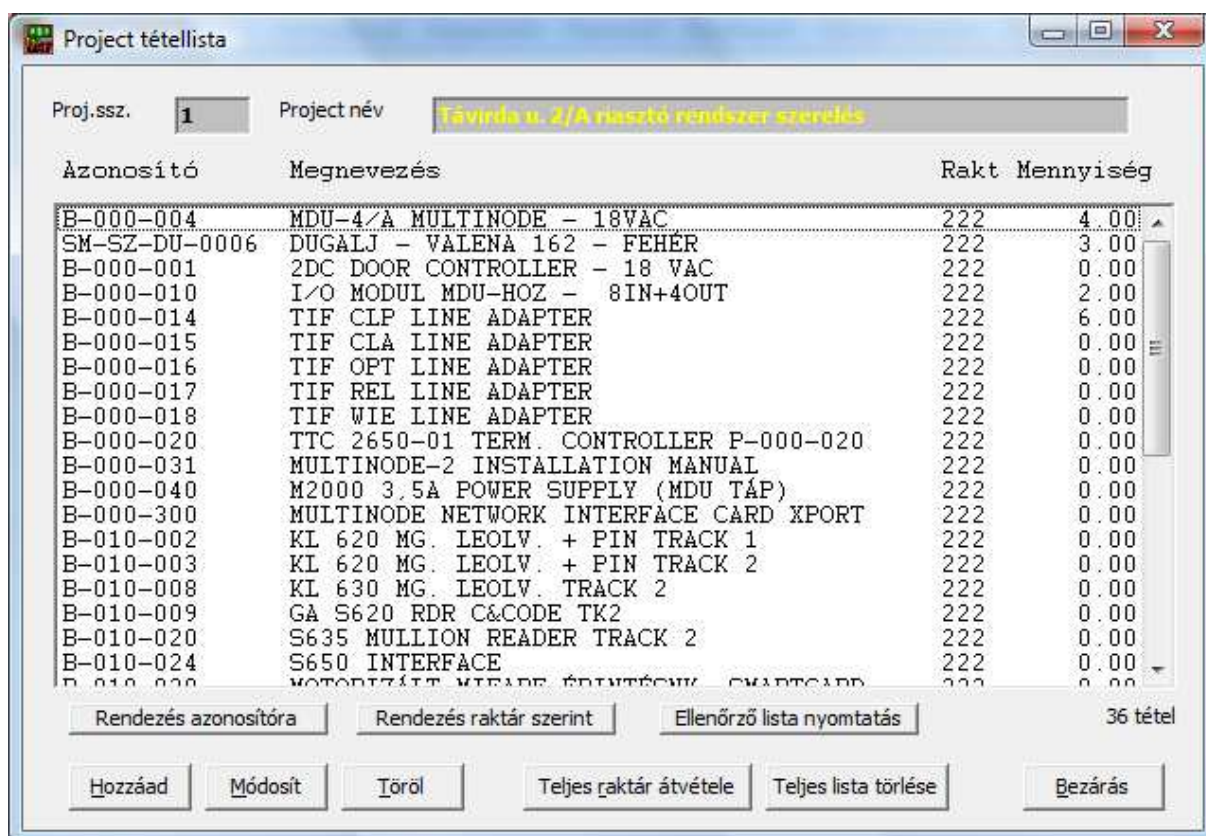 Project tétellista
Proj.ssz. 1 Project név Távirda u. 2/A riasztó rendszer szerelés
Azonosító Megnevezés Rakt Mennyiség
B-000-004 MDU-4/A MULTINODE - 18VAC 222 4.00
SM-SZ-DU-0006 DUGALJ - VALENA 162 - FEHÉR 222 3.00
B-000-001 2DC DOOR CONTROLLER - 18 VAC 222 0.00
B-000-010 I/O MODUL MDU-HOZ - 8IN+4OUT 222 2.00
B-000-014 TIF CLP LINE ADAPTER 222 6.00
B-000-015 TIF CLA LINE ADAPTER 222 0.00
B-000-016 TIF OPT LINE ADAPTER 222 0.00
B-000-017 TIF REL LINE ADAPTER 222 0.00
B-000-018 TIF WIE LINE ADAPTER 222 0.00
B-000-020 TTC 2650-01 TERM. CONTROLLER P-000-020 222 0.00
B-000-031 MULTINODE-2 INSTALLATION MANUAL 222 0.00
B-000-040 M2000 3,5A POWER SUPPLY (MDU TÁP) 222 0.00
B-000-300 MULTINODE NETWORK INTERFACE CARD XPORT 222 0.00
B-010-002 KL 620 MG. LEOLV. + PIN TRACK 1 222 0.00
B-010-003 KL 620 MG. LEOLV. + PIN TRACK 2 222 0.00
B-010-008 KL 630 MG. LEOLV. TRACK 2 222 0.00
B-010-009 GA S620 RDR C&CODE TK2 222 0.00
B-010-020 S635 MULLION READER TRACK 2 222 0.00
B-010-024 S650 INTERFACE 222 0.00
MOTORIZÁLT MIFARE SMARTCARD 222 0.00
Rendezés azonosítóra Rendezés raktár szerint Ellenőrző lista nyomtatás 36 tétel
Hozzáad Módosít Töröl Teljes raktár átvétele Teljes lista törlése Bezárás